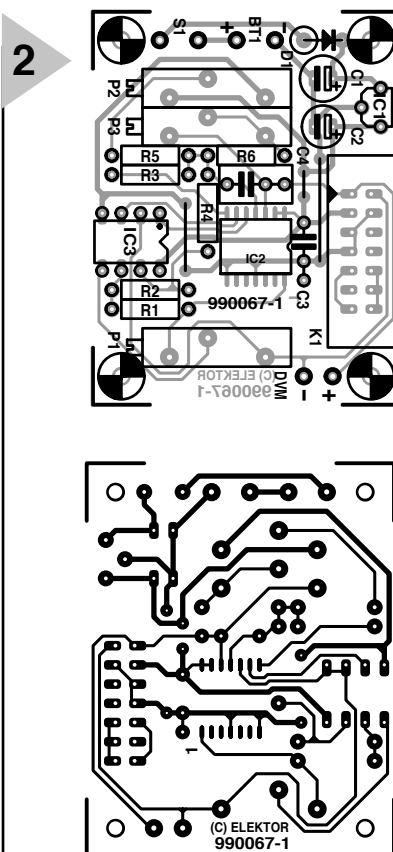 2
S1 + BT1 -
D1
C1
IC1
P2
P3
C2
R5 R6
R3
C4
R4
IC3
IC2
R2
R1
990067-1
C3
P1
K1
(C) ELEKTOR
990067-1
DVM
- +
1
(C) ELEKTOR
990067-1